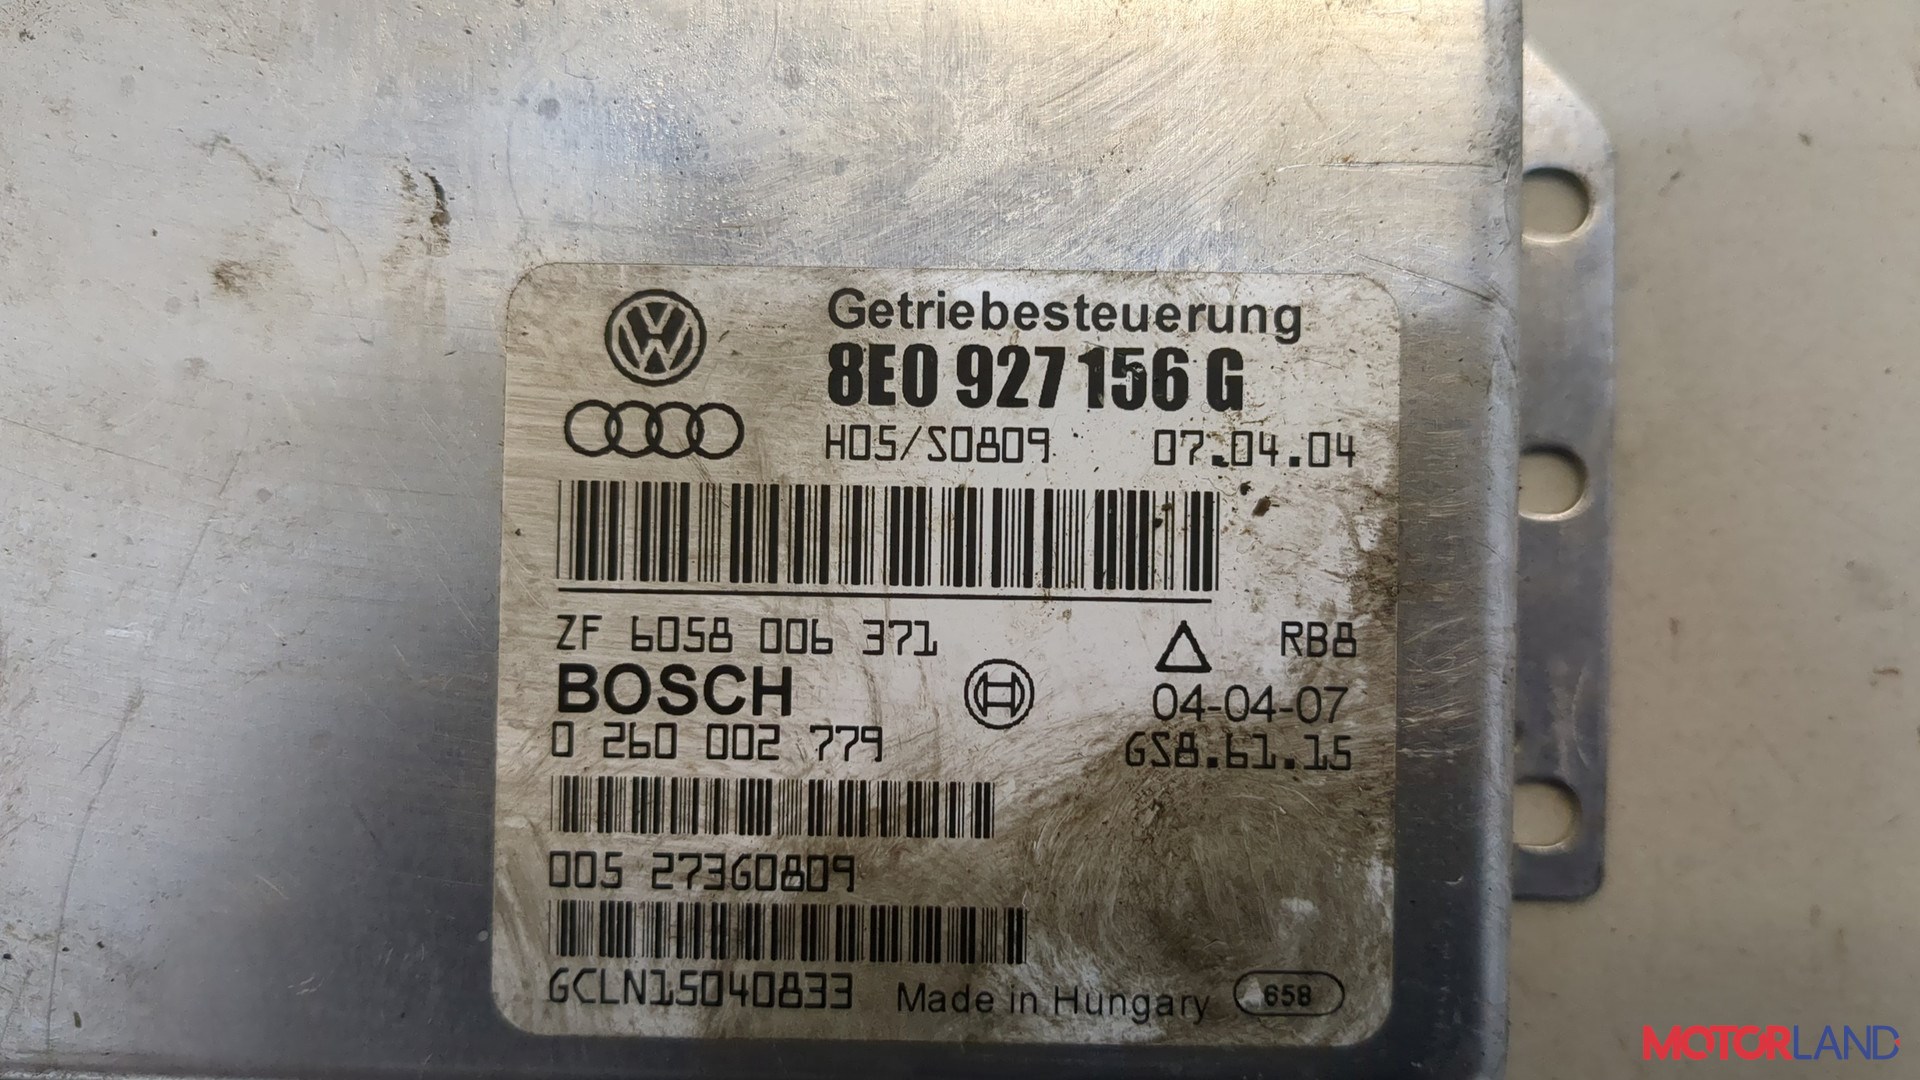 Getriebesteuerung
8E0 927 156 G
H05/S0809 07.04.04
ZF 6058 006 371 RB8
BOSCH 04-04-07
0 260 002 779 GS8.61.15
005 27360809
GCLN15040833 Made in Hungary 658
MOTORLAND